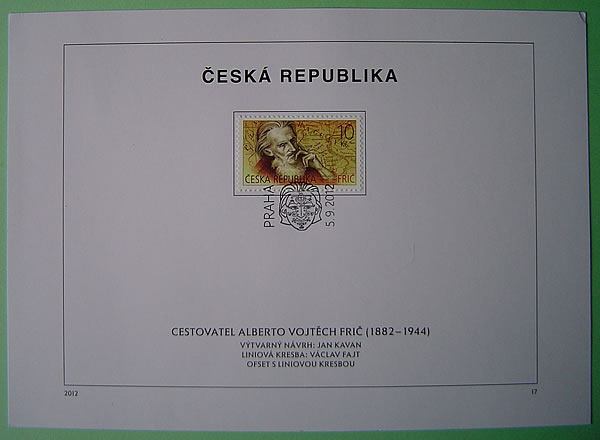 ČESKÁ REPUBLIKA
10
Kč
ČESKÁ REPUBLIKA FRIČ
PRAHA
5.9.2012
CESTOVATEL ALBERTO VOJTĚCH FRIČ (1882–1944)
VÝTVARNÝ NÁVRH: JAN KAVAN
LINIOVÁ KRESBA: VÁCLAV FAJT
OFSET S LINIOVOU KRESBOU
2012 17